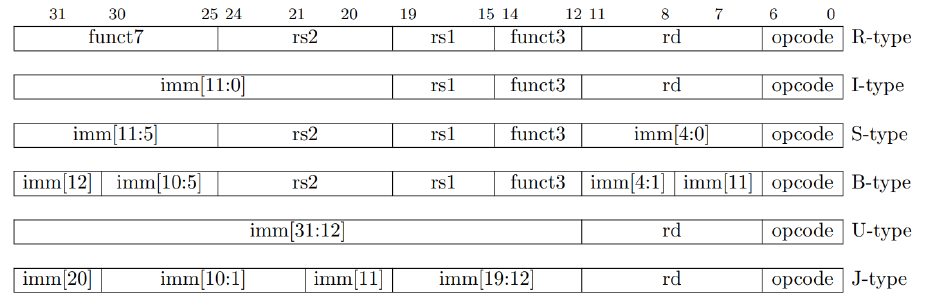 31 30 25 24 21 20 19 15 14 12 11 8 7 6 0
funct7 rs2 rs1 funct3 rd opcode R-type
imm[11:0] rs1 funct3 rd opcode I-type
imm[11:5] rs2 rs1 funct3 imm[4:0] opcode S-type
imm[12] imm[10:5] rs2 rs1 funct3 imm[4:1] imm[11] opcode B-type
imm[31:12] rd opcode U-type
imm[20] imm[10:1] imm[11] imm[19:12] rd opcode J-type